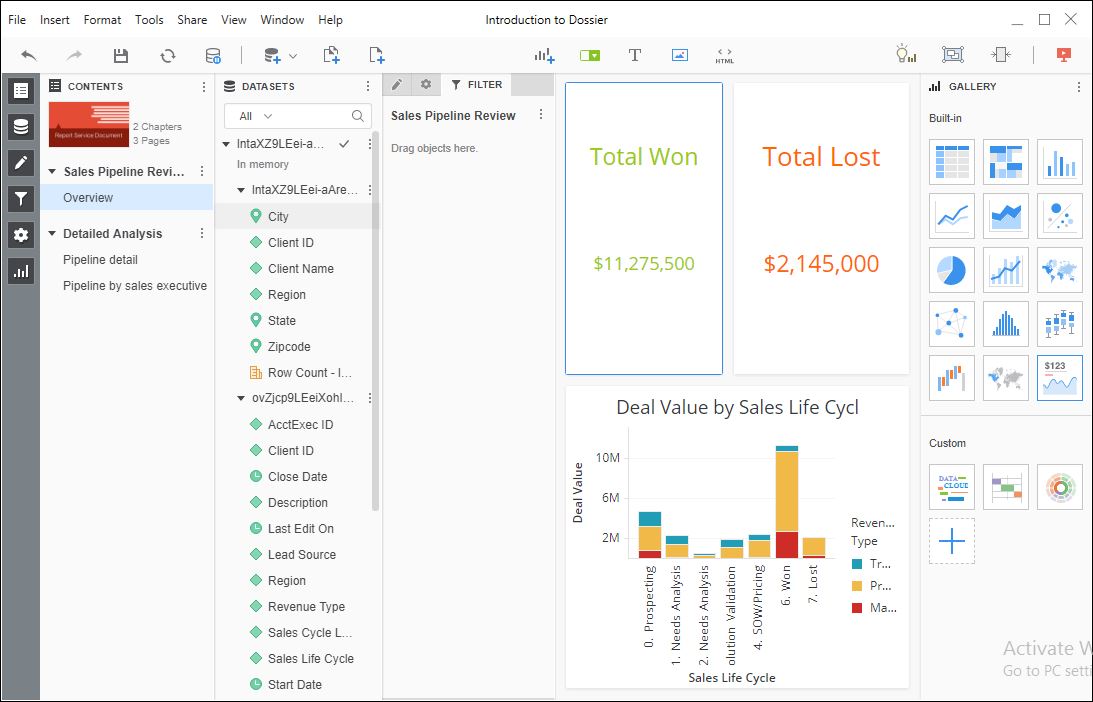 File Insert Format Tools Share View Window Help
Introduction to Dossier
HTML
CONTENTS
Report Service Document
2 Chapters
3 Pages
Sales Pipeline Revi...
Overview
Detailed Analysis
Pipeline detail
Pipeline by sales executive
DATASETS
All
IntaXZ9LEei-a...
In memory
IntaXZ9LEei-aAre...
City
Client ID
Client Name
Region
State
Zipcode
Row Count - I...
ovZjcp9LEeiXohI...
AcctExec ID
Client ID
Close Date
Description
Last Edit On
Lead Source
Region
Revenue Type
Sales Cycle L...
Sales Life Cycle
Start Date
FILTER
Sales Pipeline Review
Drag objects here.
Total Won
$11,275,500
Total Lost
$2,145,000
Deal Value by Sales Life Cycl
Deal Value
10M
6M
2M
0. Prospecting
1. Needs Analysis
2. Needs Analysis
olution Validation
4. SOW/Pricing
6. Won
7. Lost
Sales Life Cycle
Reven...
Type
Tr...
Pr...
Ma...
GALLERY
Built-in
$123
Custom
DATA
CLOUD
Activate W
Go to PC setti